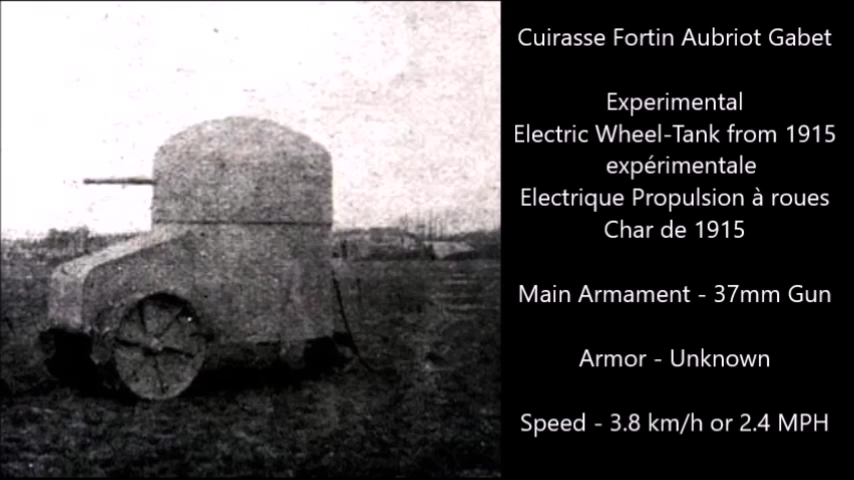 Cuirasse Fortin Aubriot Gabet
Experimental
Electric Wheel-Tank from 1915
expérimentale
Electrique Propulsion à roues
Char de 1915
Main Armament - 37mm Gun
Armor - Unknown
Speed - 3.8 km/h or 2.4 MPH